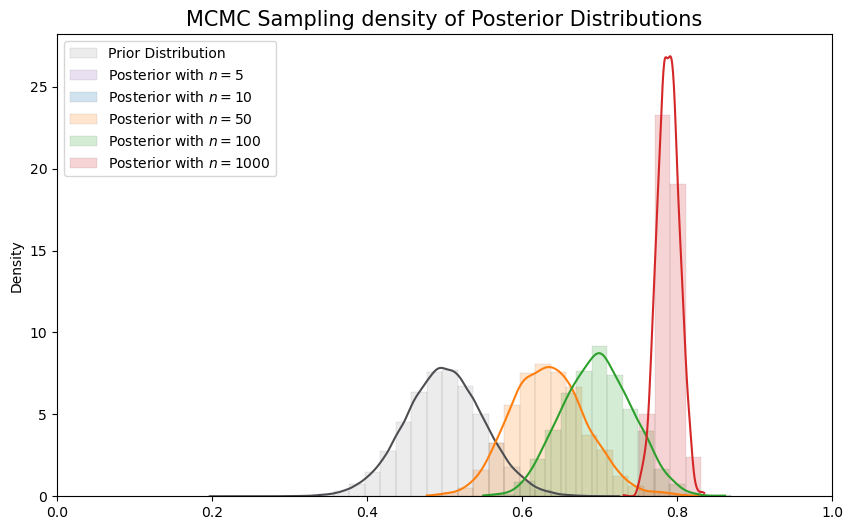 MCMC Sampling density of Posterior Distributions
Prior Distribution
Posterior with n = 5
Posterior with n = 10
Posterior with n = 50
Posterior with n = 100
Posterior with n = 1000
Density
25
20
15
10
5
0
0.0 0.2 0.4 0.6 0.8 1.0